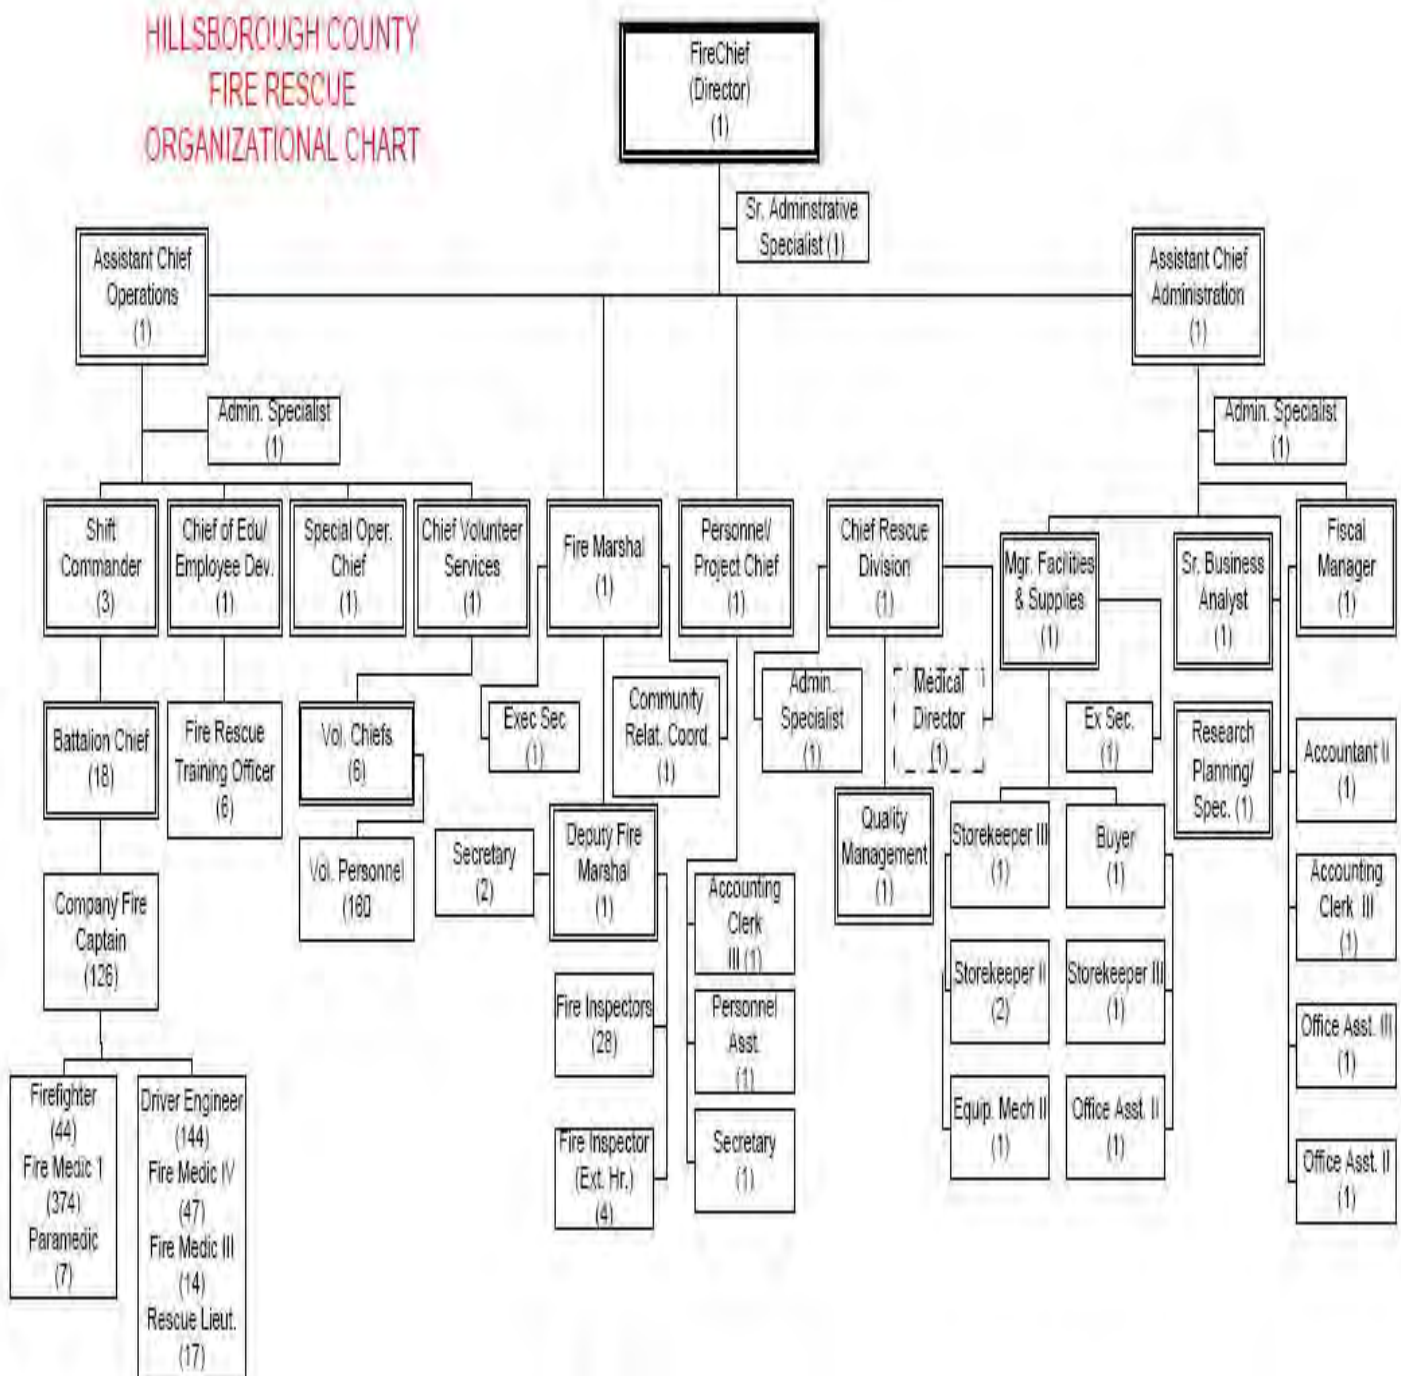 HILLSBOROUGH COUNTY
FIRE RESCUE
ORGANIZATIONAL CHART
FireChief
(Director)
(1)
Sr. Adminstrative
Specialist (1)
Assistant Chief
Operations
(1)
Assistant Chief
Administration
(1)
Admin. Specialist
(1)
Admin. Specialist
(1)
Shift
Commander
(3)
Chief of Edu/
Employee Dev.
(1)
Special Oper.
Chief
(1)
Chief Volunteer
Services
(1)
Fire Marshal
(1)
Personnel/
Project Chief
(1)
Chief Rescue
Division
(1)
Mgr. Facilities
& Supplies
(1)
Sr. Business
Analyst
(1)
Fiscal
Manager
(1)
Battalion Chief
(18)
Fire Rescue
Training Officer
(6)
Vol. Chiefs
(6)
Exec Sec.
(1)
Community
Relat. Coord.
(1)
Admin.
Specialist
(1)
Medical
Director
(1)
Ex Sec.
(1)
Research
Planning/
Spec. (1)
Accountant II
(1)
Company Fire
Captain
(126)
Vol. Personnel
(160
Secretary
(2)
Deputy Fire
Marshal
(1)
Accounting
Clerk
III (1)
Quality
Management
(1)
Storekeeper III
(1)
Buyer
(1)
Accounting
Clerk III
(1)
Fire Inspectors
(28)
Personnel
Asst.
(1)
Storekeeper II
(2)
Storekeeper III
(1)
Office Asst. III
(1)
Firefighter
(44)
Fire Medic 1
(374)
Paramedic
(7)
Driver Engineer
(144)
Fire Medic IV
(47)
Fire Medic III
(14)
Rescue Lieut.
(17)
Fire Inspector
(Ext. Hr.)
(4)
Secretary
(1)
Equip. Mech II
(1)
Office Asst. II
(1)
Office Asst. II
(1)